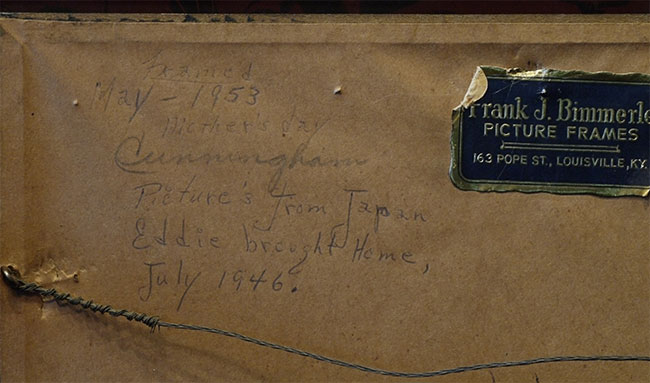 Framed
May - 1953
Mother's day
Cunningham
Picture's from Japan
Eddie brought Home,
July 1946.
Frank J. Bimmerle
PICTURE FRAMES
163 POPE ST., LOUISVILLE, KY.